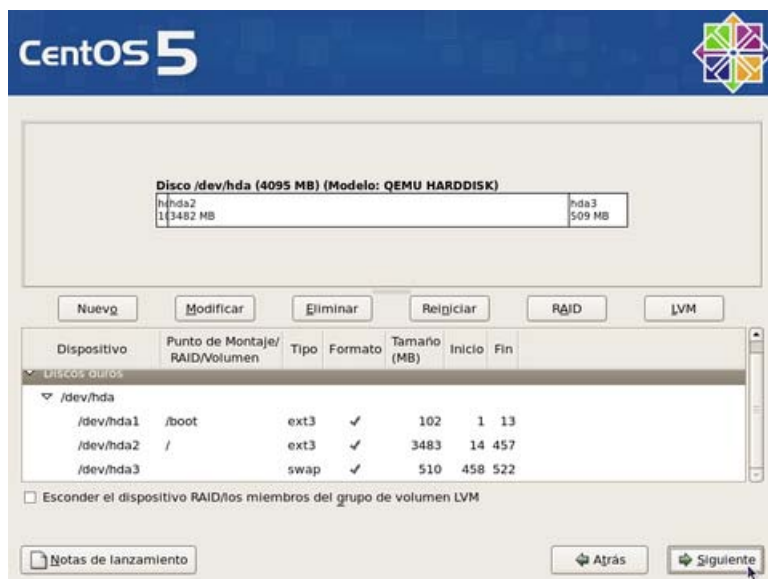 CentOS 5
Disco /dev/hda (4095 MB) (Modelo: QEMU HARDDISK)
hda2
3482 MB
hda3
509 MB
Nuevo
Modificar
Eliminar
Reiniciar
RAID
LVM
Dispositivo
Punto de Montaje/
RAID/Volumen
Tipo
Formato
Tamaño
(MB)
Inicio
Fin
Discos duros
/dev/hda
/dev/hda1 /boot ext3 102 1 13
/dev/hda2 / ext3 3483 14 457
/dev/hda3 swap 510 458 522
Esconder el dispositivo RAID/los miembros del grupo de volumen LVM
Notas de lanzamiento
Atrás
Siguiente